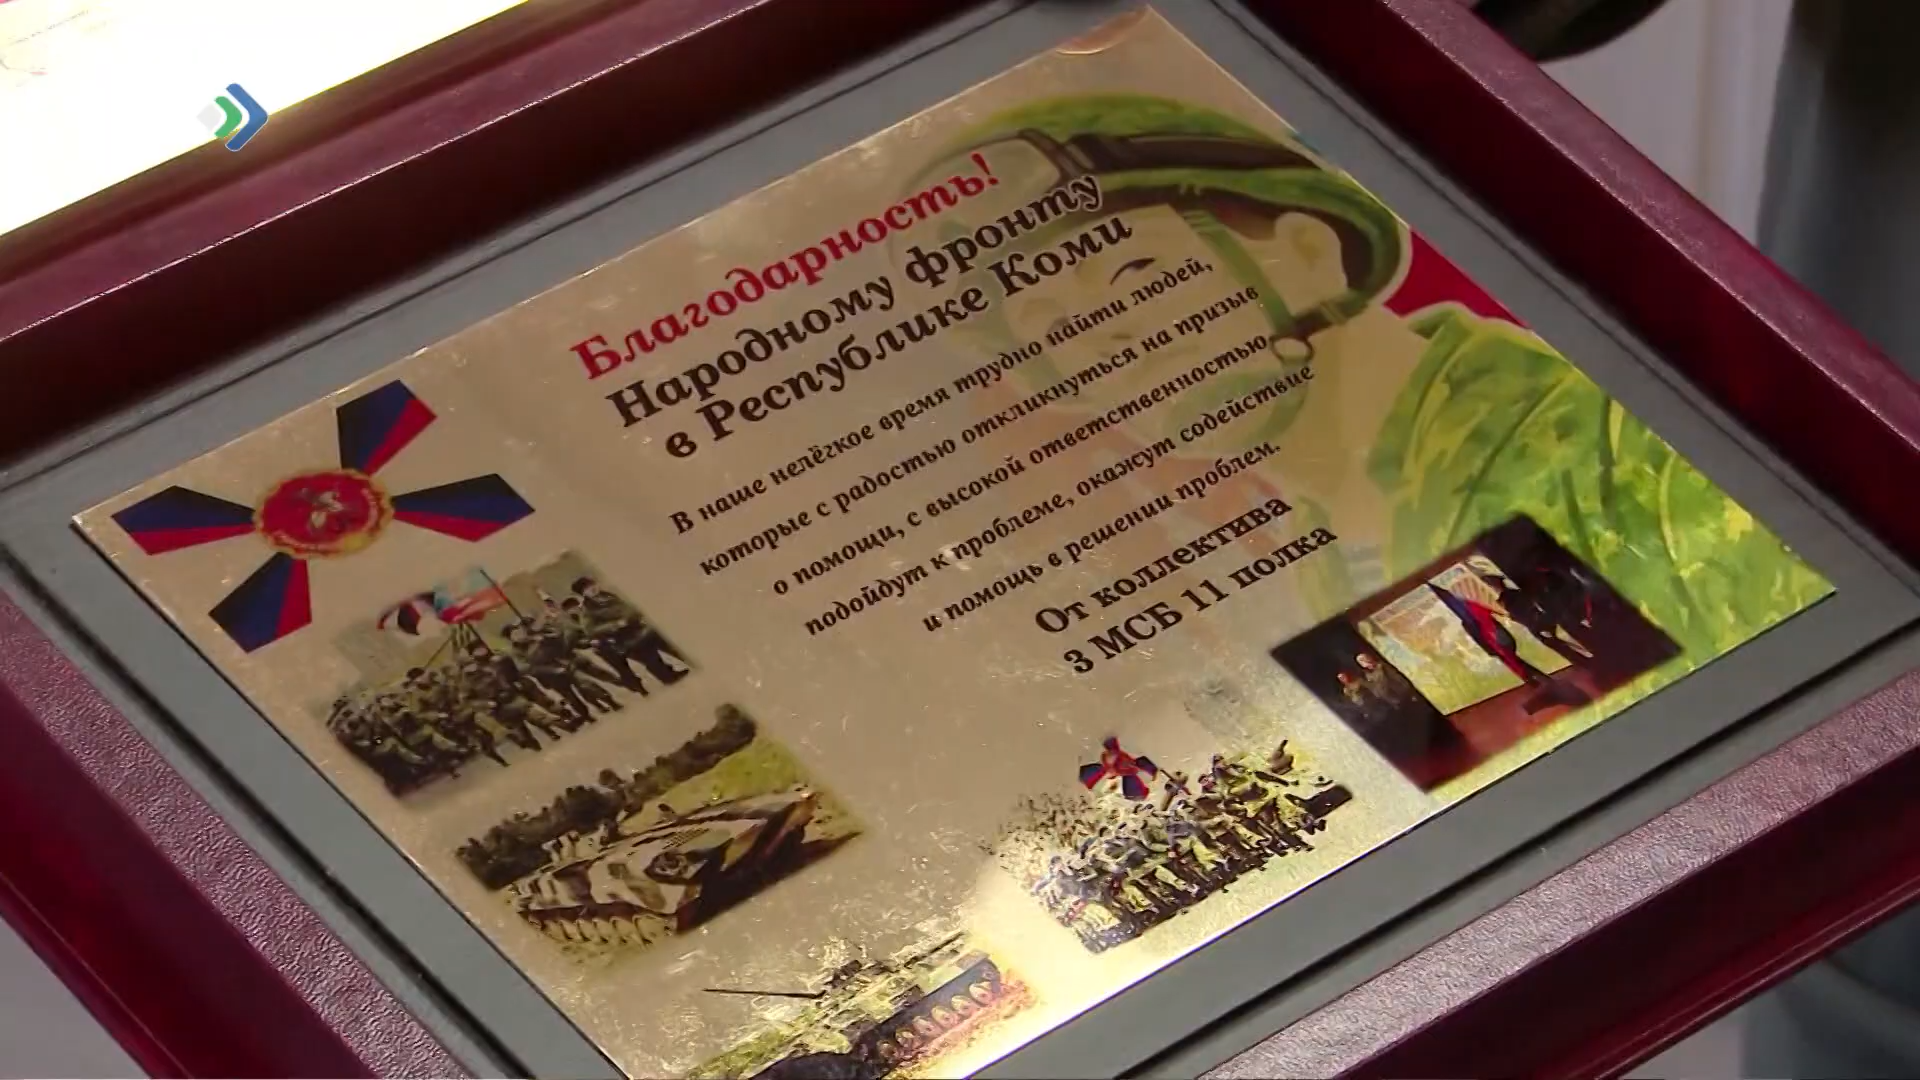 Благодарность!
Народному фронту
в Республике Коми
В наше нелёгкое время трудно найти людей,
которые с радостью откликнуться на призыв
о помощи, с высокой ответственностью
подойдут к проблеме, окажут содействие
и помощь в решении проблем.
От коллектива
3 МСБ 11 полка